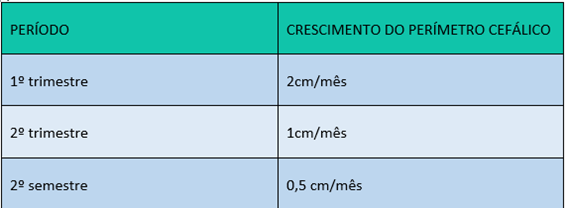 PERÍODO CRESCIMENTO DO PERÍMETRO CEFÁLICO
1º trimestre 2cm/mês
2º trimestre 1cm/mês
2º semestre 0,5 cm/mês